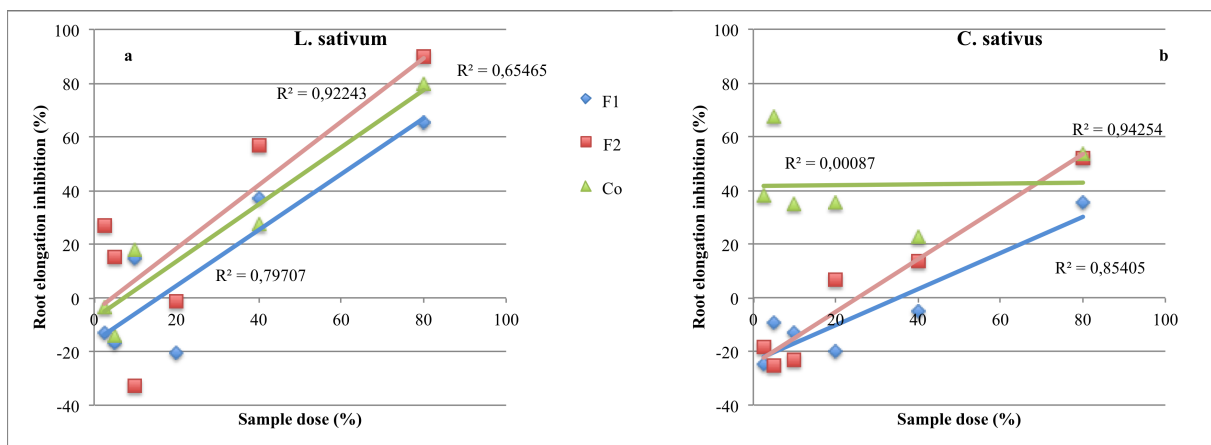 L. sativum
a
100
80
60
40
20
0
-20
-40
0
20
40
60
80
100
Root elongation inhibition (%)
Sample dose (%)
R² = 0,65465
R² = 0,92243
R² = 0,79707
F1
F2
Co
C. sativus
b
100
80
60
40
20
0
-20
-40
0
20
40
60
80
100
Root elongation inhibition (%)
Sample dose (%)
R² = 0,94254
R² = 0,00087
R² = 0,85405